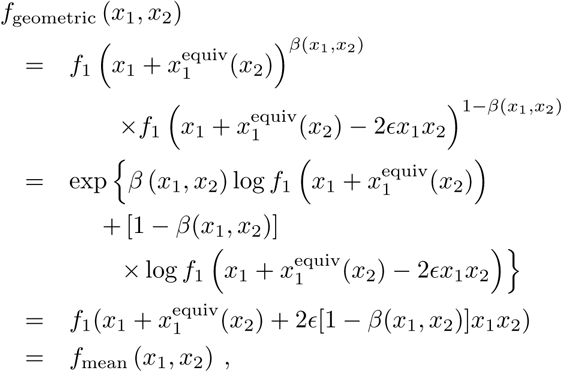 f_geometric (x_1, x_2)
= f_1 (x_1 + x_1^equiv(x_2))^β(x_1,x_2)
×f_1 (x_1 + x_1^equiv(x_2) − 2ϵx_1x_2)^1−β(x_1,x_2)
= exp {β (x_1, x_2) log f_1 (x_1 + x_1^equiv(x_2))
+ [1 − β(x_1, x_2)]
× log f_1 (x_1 + x_1^equiv(x_2) − 2ϵx_1x_2)}
= f_1(x_1 + x_1^equiv(x_2) + 2ϵ[1 − β(x_1, x_2)]x_1x_2)
= f_mean (x_1, x_2) ,